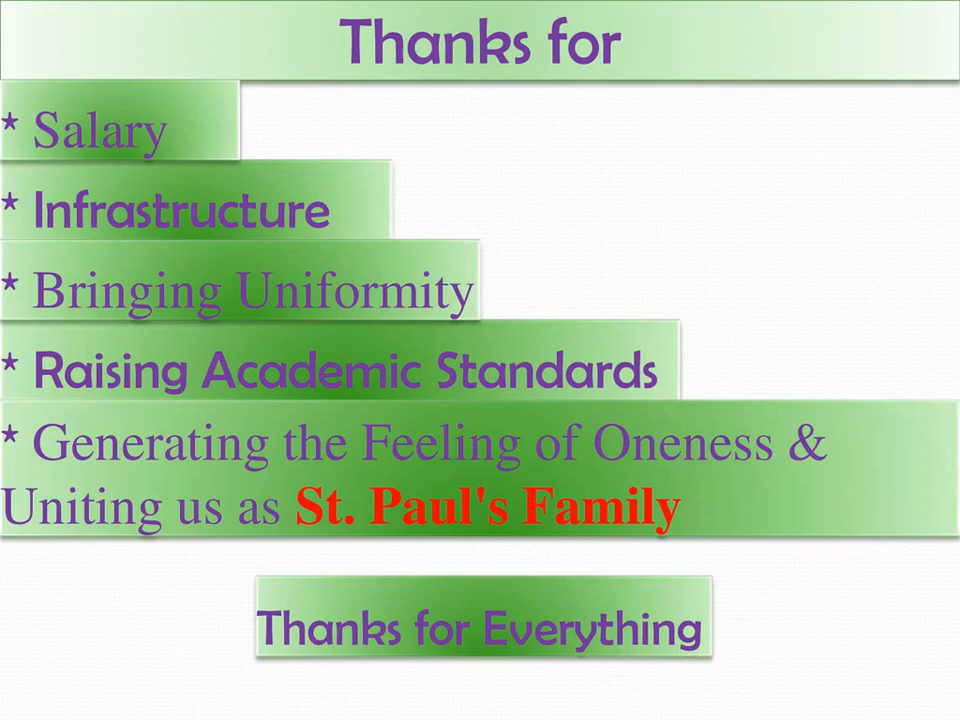 Thanks for
* Salary
* Infrastructure
* Bringing Uniformity
* Raising Academic Standards
* Generating the Feeling of Oneness &
Uniting us as St. Paul's Family
Thanks for Everything